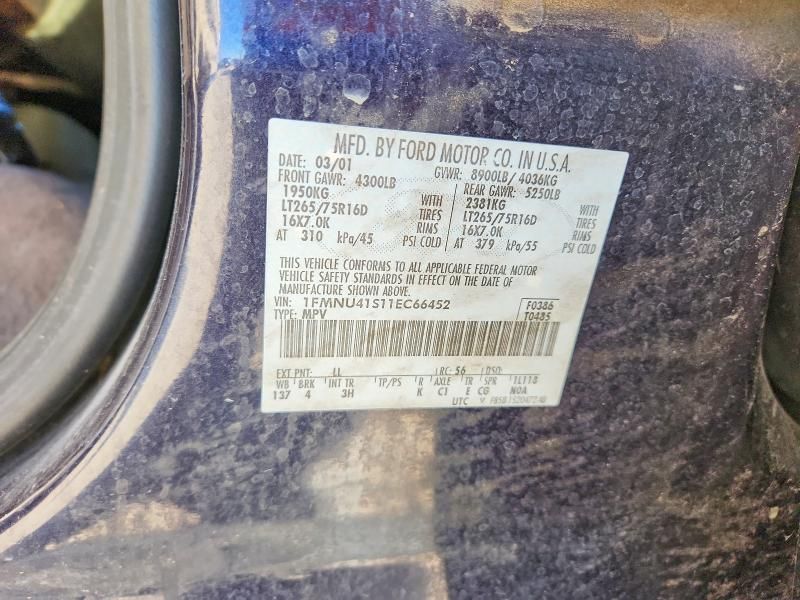 MFD. BY FORD MOTOR CO. IN U.S.A.
DATE: 03/01 GVWR: 8900LB/ 4036KG
FRONT GAWR: 4300LB REAR GAWR: 5250LB
1950KG WITH 2381KG WITH
LT265/75R16D TIRES LT265/75R16D TIRES
16X7.0K RIMS 16X7.0K RIMS
AT 310 kPa/45 PSI COLD AT 379 kPa/55 PSI COLD
THIS VEHICLE CONFORMS TO ALL APPLICABLE FEDERAL MOTOR
VEHICLE SAFETY STANDARDS IN EFFECT ON THE DATE OF
MANUFACTURE SHOWN ABOVE.
VIN: 1FMNU41S11EC66452 F0386
TYPE: MPV T0485
EXT PNT: LL RC: 56 DSO:
WB BRK INT TR TP/PS R AXLE TR SPR 1L118
137 4 3H K C1 E CG NOA
UTC